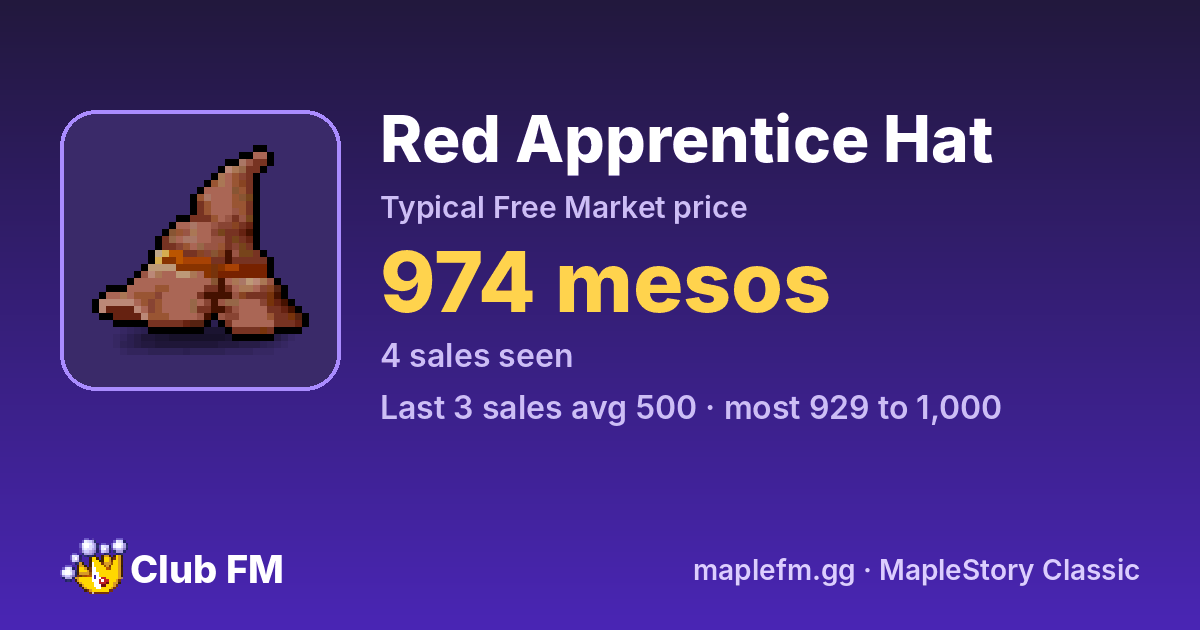 Red Apprentice Hat
Typical Free Market price
974 mesos
4 sales seen
Last 3 sales avg 500 · most 929 to 1,000
Club FM
maplefm.gg · MapleStory Classic